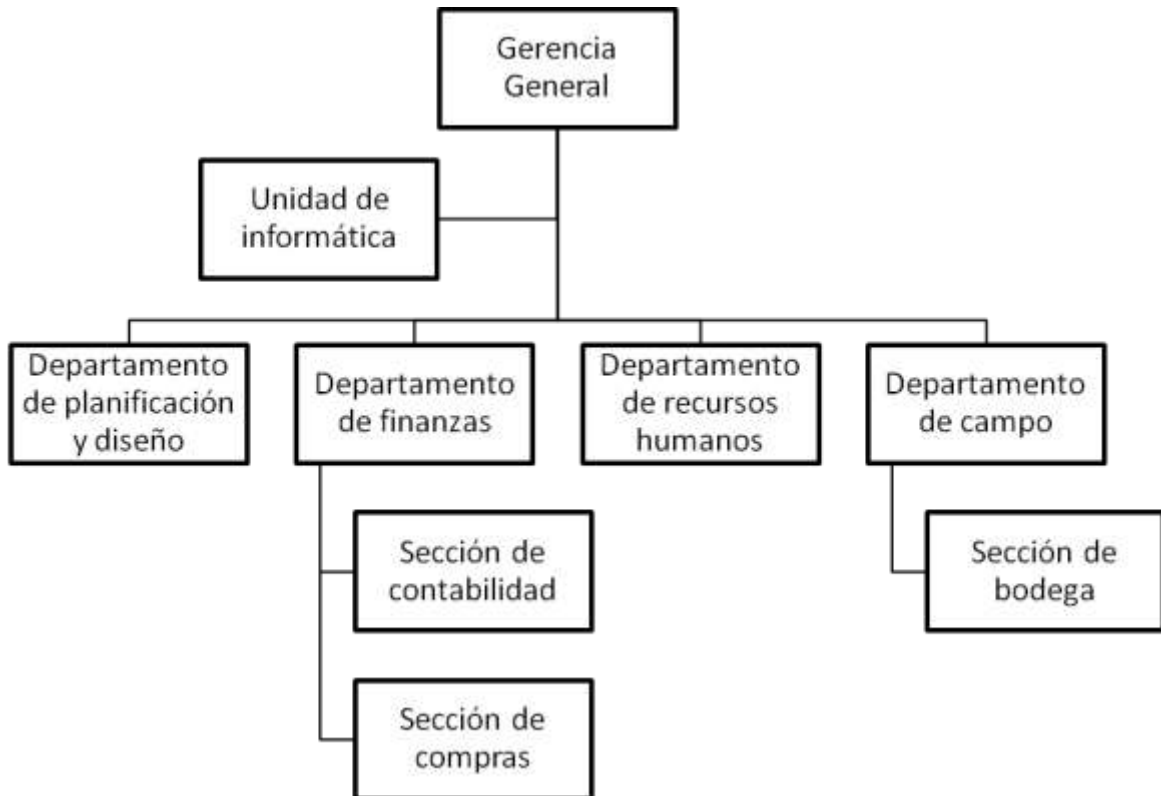 Gerencia
General
Unidad de
informática
Departamento
de planificación
y diseño
Departamento
de finanzas
Departamento
de recursos
humanos
Departamento
de campo
Sección de
contabilidad
Sección de
bodega
Sección de
compras